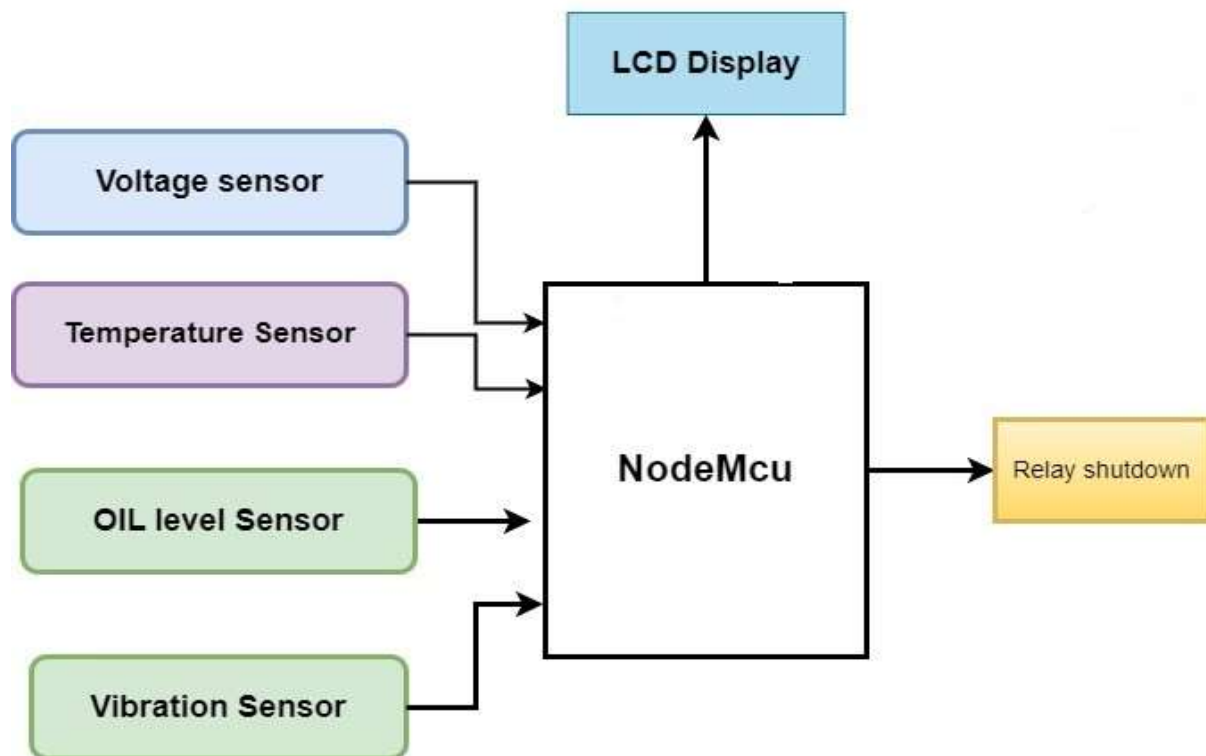 LCD Display
Voltage sensor
Temperature Sensor
NodeMcu
Relay shutdown
OIL level Sensor
Vibration Sensor